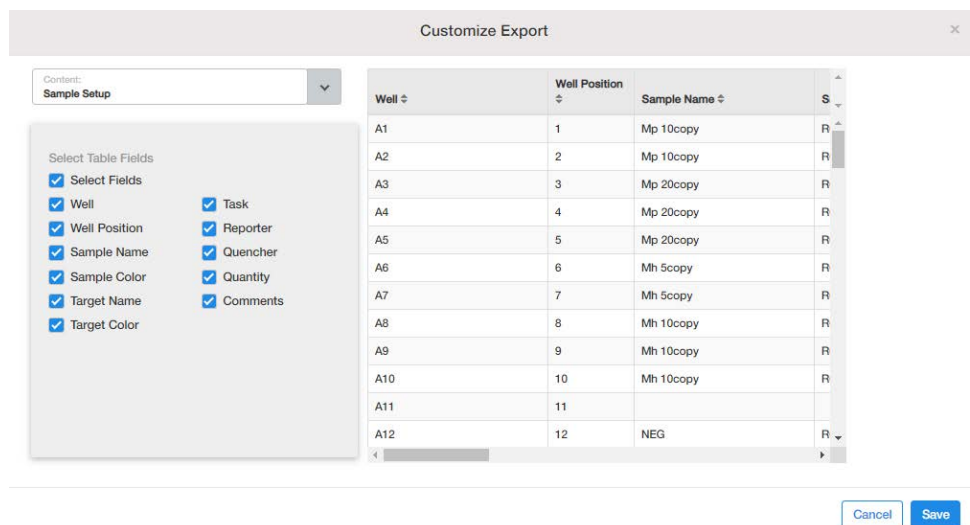 Customize Export
Content:
Sample Setup
Select Table Fields
Select Fields
Well
Task
Well Position
Reporter
Sample Name
Quencher
Sample Color
Quantity
Target Name
Comments
Target Color
Well Well Position Sample Name S
A1 1 Mp 10copy R
A2 2 Mp 10copy R
A3 3 Mp 20copy R
A4 4 Mp 20copy R
A5 5 Mp 20copy R
A6 6 Mh 5copy R
A7 7 Mh 5copy R
A8 8 Mh 10copy R
A9 9 Mh 10copy R
A10 10 Mh 10copy R
A11 11
A12 12 NEG R
Cancel Save